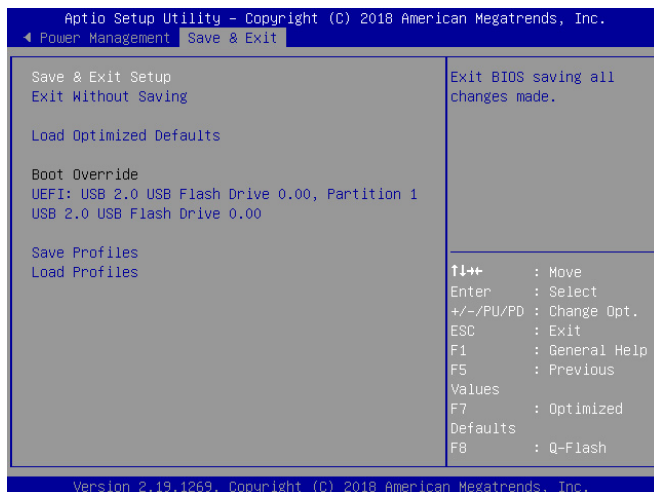 Aptio Setup Utility – Copyright (C) 2018 American Megatrends, Inc.
Power Management Save & Exit
Save & Exit Setup
Exit Without Saving
Load Optimized Defaults
Boot Override
UEFI: USB 2.0 USB Flash Drive 0.00, Partition 1
USB 2.0 USB Flash Drive 0.00
Save Profiles
Load Profiles
Exit BIOS saving all
changes made.
↑↓→← : Move
Enter : Select
+/-/PU/PD : Change Opt.
ESC : Exit
F1 : General Help
F5 : Previous
Values
F7 : Optimized
Defaults
F8 : Q-Flash
Version 2.19.1269. Copyright (C) 2018 American Megatrends, Inc.